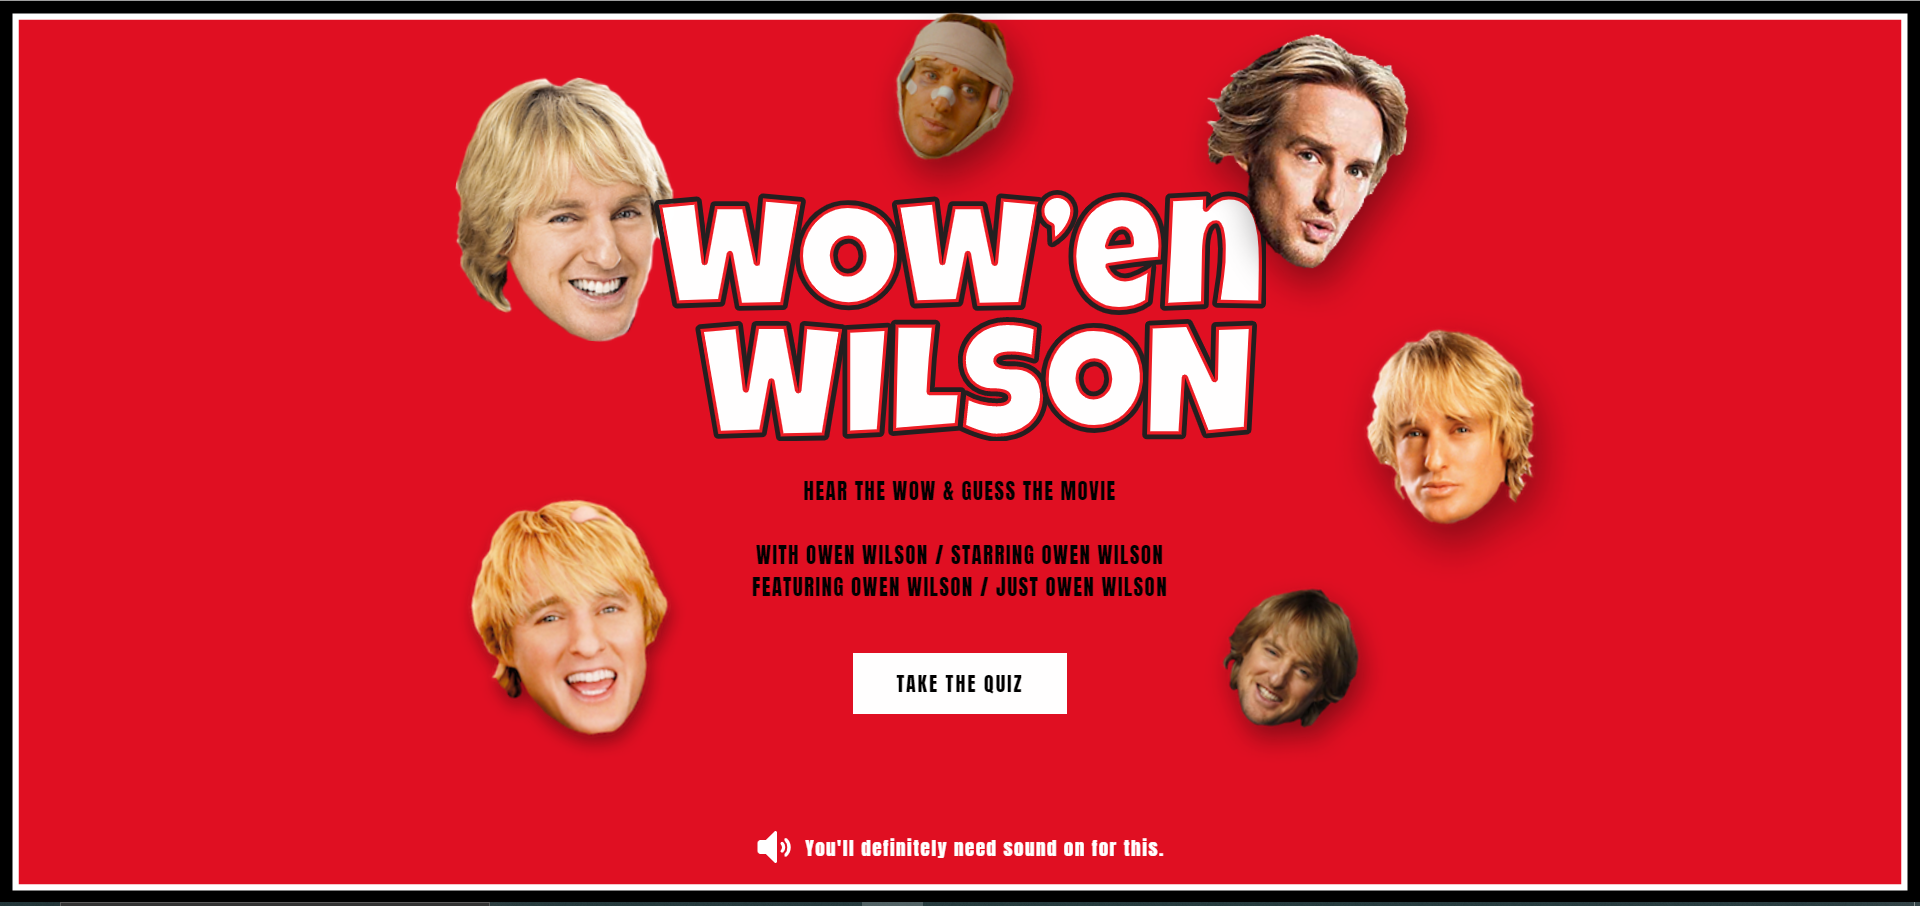 wow'en
WILSON
HEAR THE WOW & GUESS THE MOVIE
WITH OWEN WILSON / STARRING OWEN WILSON
FEATURING OWEN WILSON / JUST OWEN WILSON
TAKE THE QUIZ
You'll definitely need sound on for this.